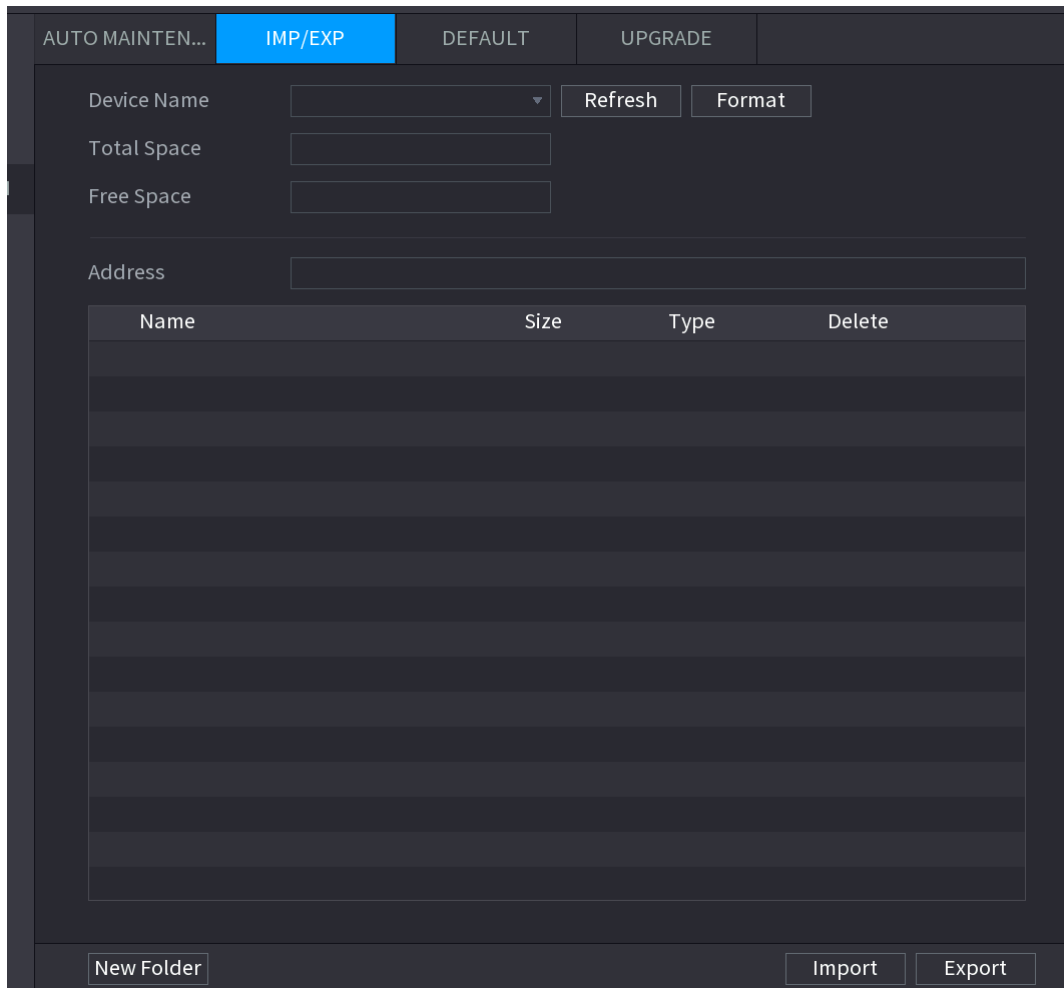 AUTO MAINTEN... IMP/EXP DEFAULT UPGRADE
Device Name Refresh Format
Total Space
Free Space
Address
Name Size Type Delete
New Folder Import Export